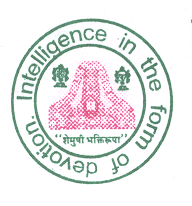 Intelligence in the form of devotion.
"शेमुषी भक्तिरूपा"